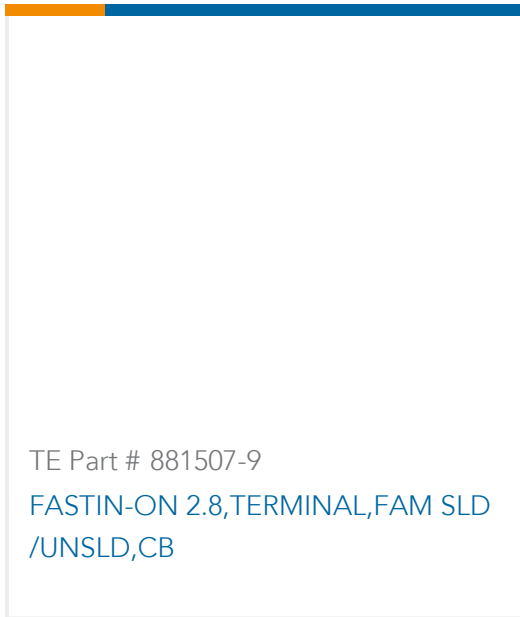 TE Part # 881507-9
FASTIN-ON 2.8,TERMINAL,FAM SLD
/UNSLD,CB